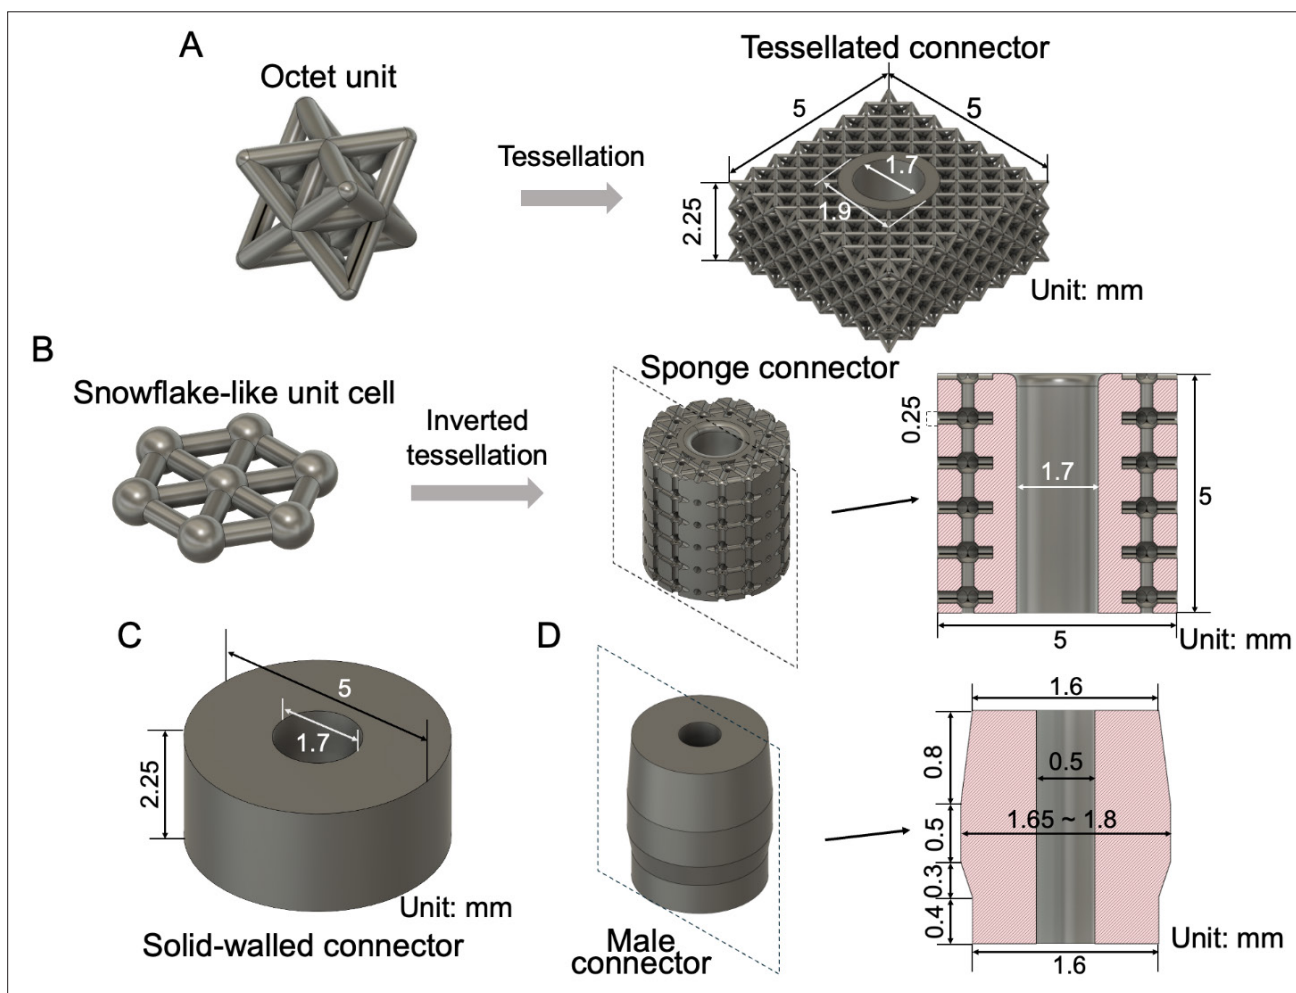 A
Octet unit
Tessellation
Tessellated connector
5
5
1.7
1.9
2.25
Unit: mm
B
Snowflake-like unit cell
Inverted
tessellation
Sponge connector
0.25
1.7
5
5
Unit: mm
C
5
1.7
2.25
Unit: mm
Solid-walled connector
D
Male
connector
1.6
0.8
0.5
0.5
1.65 ~ 1.8
0.3
0.4
1.6
Unit: mm